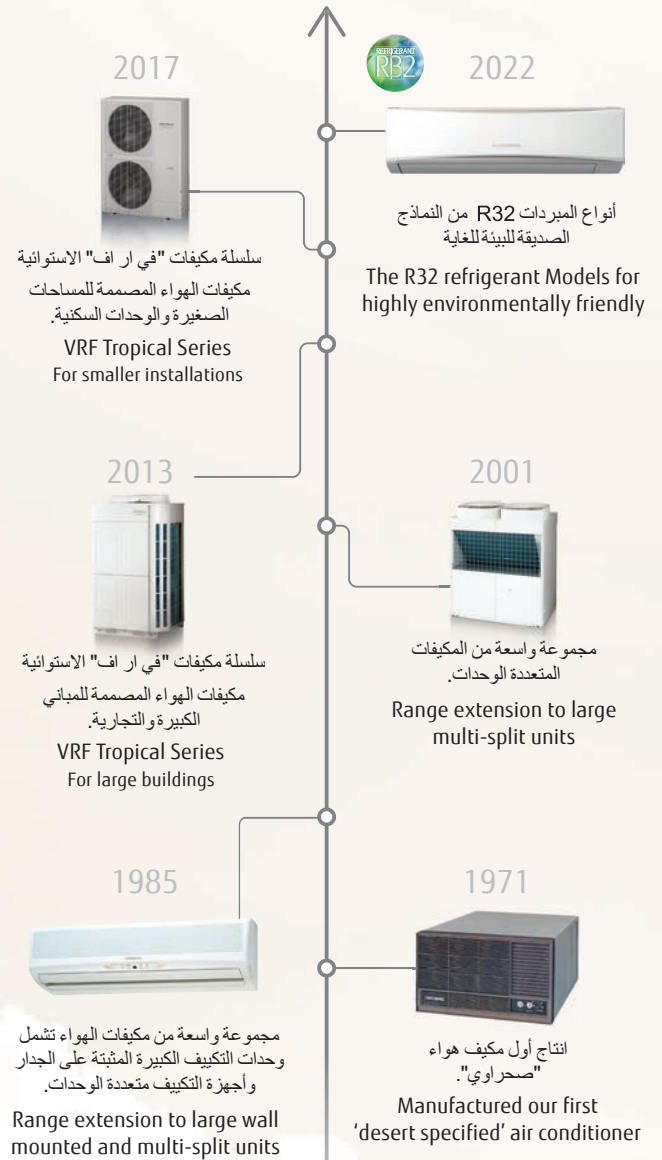 2017
سلسلة مكيفات "في ار اف" الاستوائية
مكيفات الهواء المصممة للمساحات
الصغيرة والوحدات السكنية.
VRF Tropical Series
For smaller installations
REFRIGERANT
R32
2022
أنواع المبردات R32 من النماذج
الصديقة للبيئة للغاية
The R32 refrigerant Models for
highly environmentally friendly
2013
سلسلة مكيفات "في ار اف" الاستوائية
مكيفات الهواء المصممة للمباني
الكبيرة والتجارية.
VRF Tropical Series
For large buildings
2001
مجموعة واسعة من المكيفات
المتعددة الوحدات.
Range extension to large
multi-split units
1985
مجموعة واسعة من مكيفات الهواء تشمل
وحدات التكييف الكبيرة المثبتة على الجدار
وأجهزة التكييف متعددة الوحدات.
Range extension to large wall
mounted and multi-split units
1971
انتاج أول مكيف هواء
"صحراوي".
Manufactured our first
‘desert specified’ air conditioner